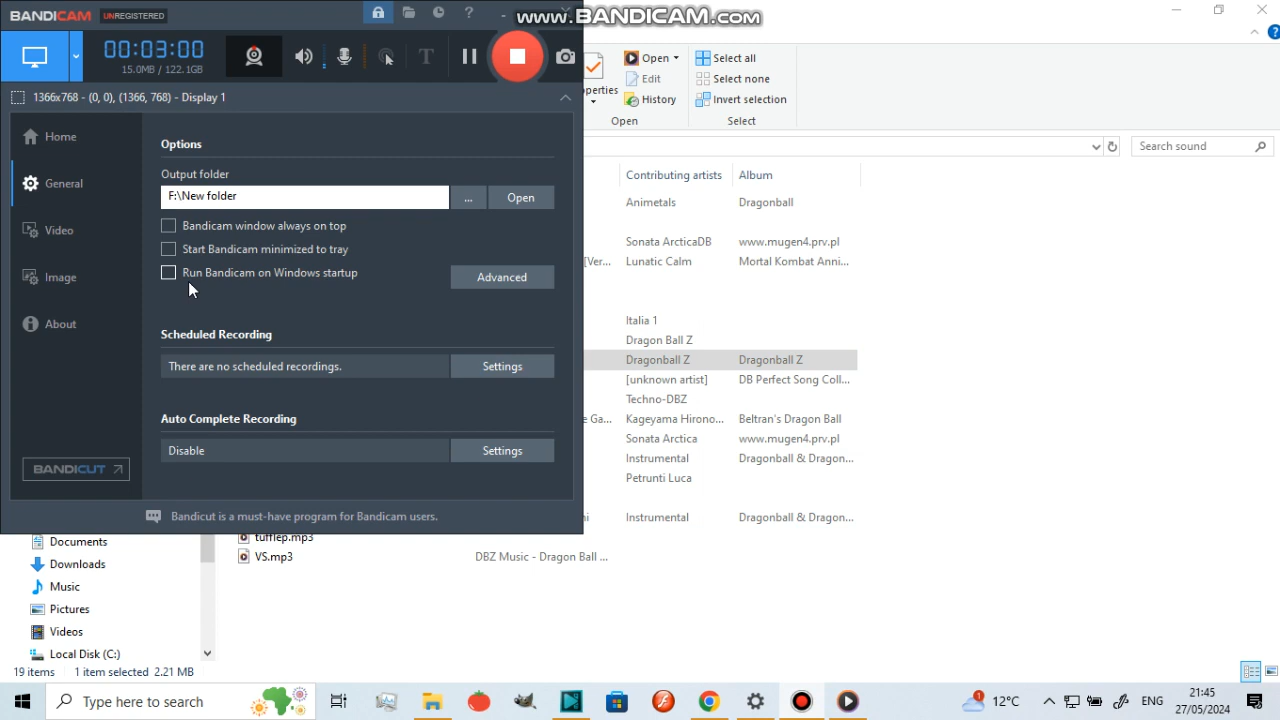 BANDICAM UNREGISTERED
www.BANDICAM.com
00:03:00
15.0MB / 122.1GB
1366x768 - (0, 0), (1366, 768) - Display 1
Home
General
Video
Image
About
BANDICUT
Options
Output folder
F:\New folder
... Open
Bandicam window always on top
Start Bandicam minimized to tray
Run Bandicam on Windows startup
Advanced
Scheduled Recording
There are no scheduled recordings.
Settings
Auto Complete Recording
Disable
Settings
Bandicut is a must-have program for Bandicam users.
operties
Open
Edit
History
Open
Select all
Select none
Invert selection
Select
Search sound
Contributing artists Album
Animetals Dragonball
Sonata ArcticaDB www.mugen4.prv.pl
[Ver... Lunatic Calm Mortal Kombat Anni...
Italia 1
Dragon Ball Z
Dragonball Z Dragonball Z
[unknown artist] DB Perfect Song Coll...
Techno-DBZ
e Ga... Kageyama Hirono... Beltran's Dragon Ball
Sonata Arctica www.mugen4.prv.pl
Instrumental Dragonball & Dragon...
Petrunti Luca
ni Instrumental Dragonball & Dragon...
tufflep.mp3
VS.mp3 DBZ Music - Dragon Ball ...
Documents
Downloads
Music
Pictures
Videos
Local Disk (C:)
19 items 1 item selected 2.21 MB
Type here to search
1
12°C
ENG
21:45
27/05/2024